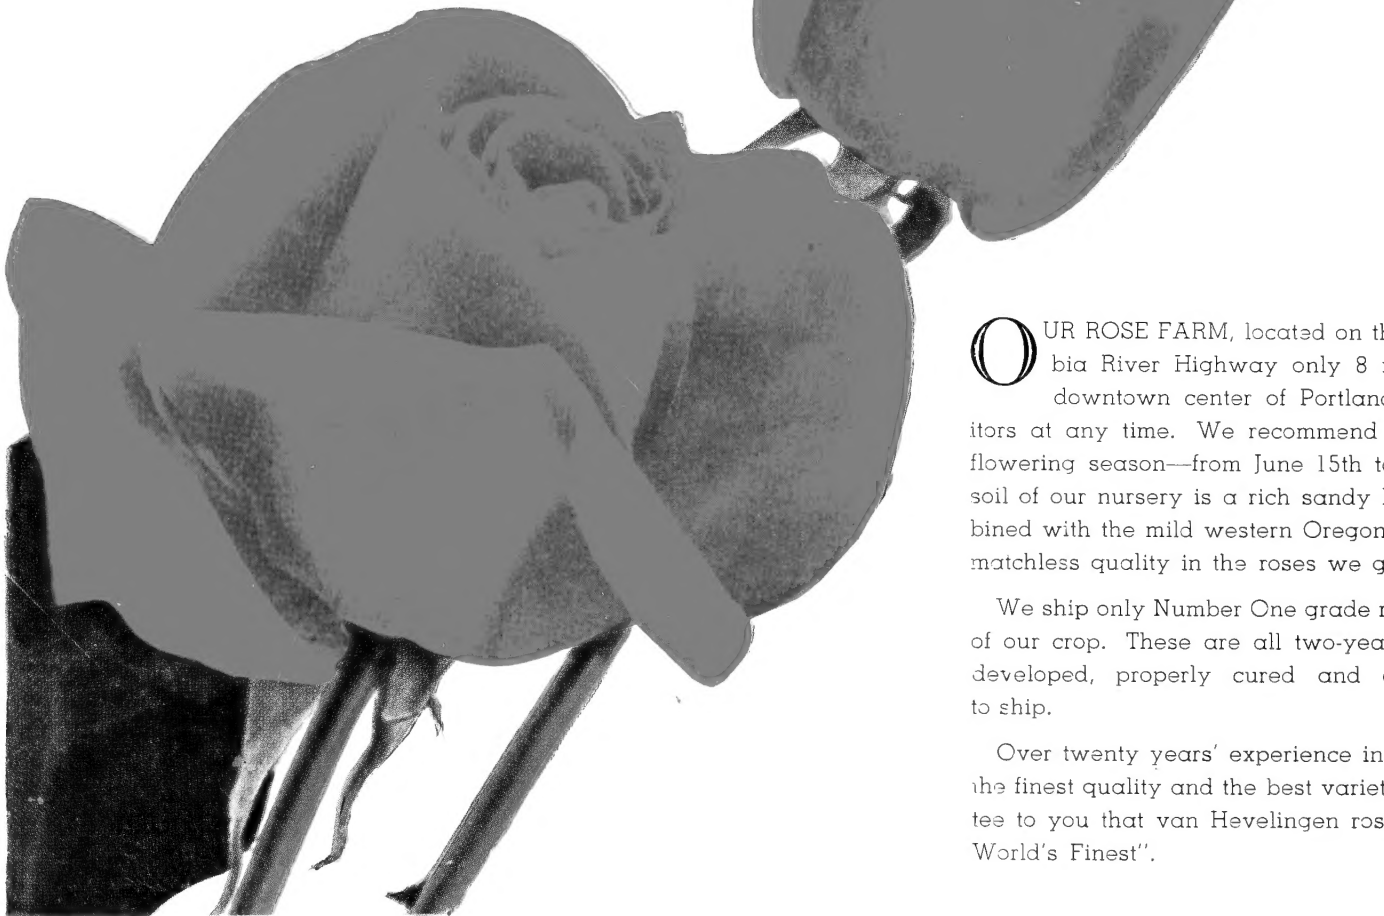 OUR ROSE FARM, located on th
bia River Highway only 8
downtown center of Portland
itors at any time. We recommend
flowering season—from June 15th to
soil of our nursery is a rich sandy
bined with the mild western Oregon
matchless quality in the roses we g
We ship only Number One grade
of our crop. These are all two-yea
developed, properly cured and
to ship.
Over twenty years' experience in
the finest quality and the best variet
tee to you that van Hevelingen ros
World's Finest".